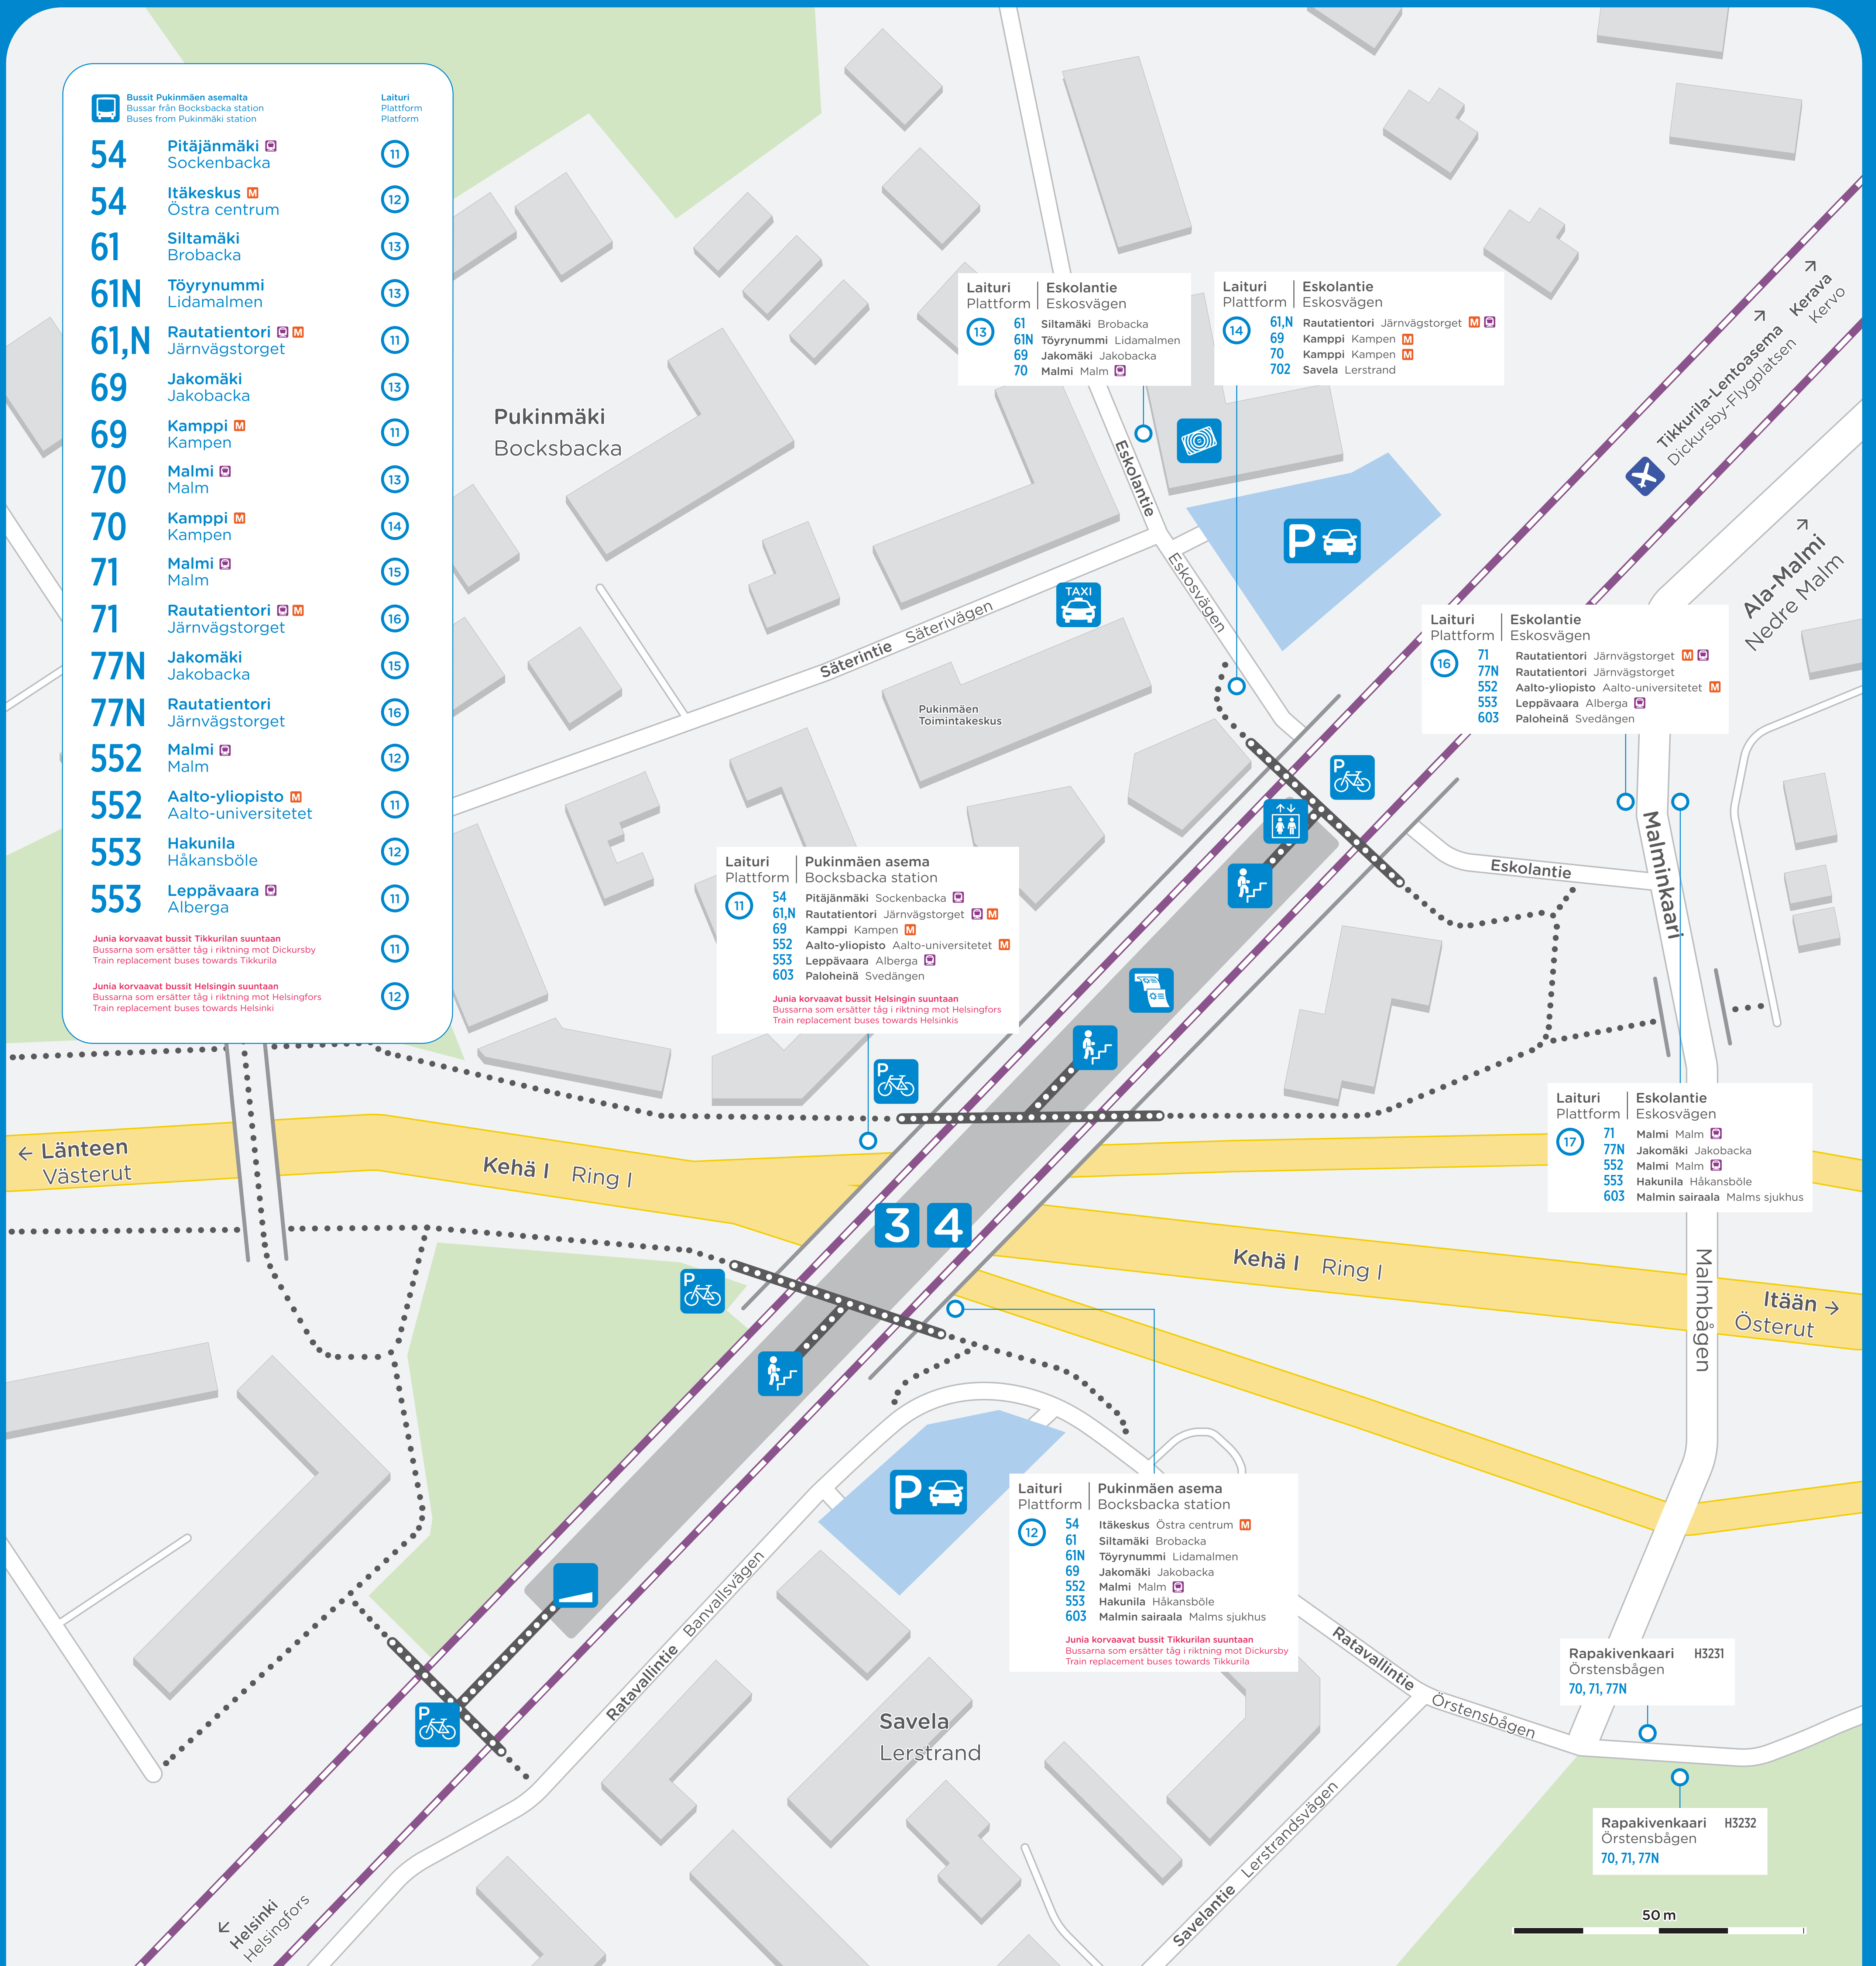 Bussit Pukinmäen asemalta
Bussar från Bocksbacka station
Buses from Pukinmäki station
Laituri
Plattform
Platform
54 Pitäjänmäki 11
Sockenbacka
54 Itäkeskus M 12
Östra centrum
61 Siltamäki 13
Brobacka
61N Töyrynummi 13
Lidamalmen
61,N Rautatientori M 11
Järnvägstorget
69 Jakomäki 13
Jakobacka
69 Kamppi M 11
Kampen
70 Malmi 13
Malm
70 Kamppi M 14
Kampen
71 Malmi 15
Malm
71 Rautatientori M 16
Järnvägstorget
77N Jakomäki 15
Jakobacka
77N Rautatientori 16
Järnvägstorget
552 Malmi 12
Malm
552 Aalto-yliopisto M 11
Aalto-universitetet
553 Hakunila 12
Håkansböle
553 Leppävaara 11
Alberga
Junia korvaavat bussit Tikkurilan suuntaan
Bussarna som ersätter tåg i riktning mot Dickursby
Train replacement buses towards Tikkurila
11
Junia korvaavat bussit Helsingin suuntaan
Bussarna som ersätter tåg i riktning mot Helsingfors
Train replacement buses towards Helsinki
12
Pukinmäki
Bocksbacka
Laituri Eskolantie
Plattform Eskosvägen
13 61 Siltamäki Brobacka
61N Töyrynummi Lidamalmen
69 Jakomäki Jakobacka
70 Malmi Malm
Laituri Eskolantie
Plattform Eskosvägen
14 61,N Rautatientori Järnvägstorget M
69 Kamppi Kampen M
70 Kamppi Kampen M
702 Savela Lerstrand
Kerava
Kervo
Tikkurila-Lentoasema
Dickursby-Flygplatsen
Ala-Malmi
Nedre Malm
Eskolantie
Eskosvägen
P
TAXI
Säterintie Säterivägen
Pukinmäen
Toimintakeskus
Laituri Eskolantie
Plattform Eskosvägen
16 71 Rautatientori Järnvägstorget M
77N Rautatientori Järnvägstorget
552 Aalto-yliopisto Aalto-universitetet M
553 Leppävaara Alberga
603 Paloheinä Svedängen
P
Eskolantie
Malminkaari
Laituri Pukinmäen asema
Plattform Bocksbacka station
11 54 Pitäjänmäki Sockenbacka
61,N Rautatientori Järnvägstorget M
69 Kamppi Kampen M
552 Aalto-yliopisto Aalto-universitetet M
553 Leppävaara Alberga
603 Paloheinä Svedängen
Junia korvaavat bussit Helsingin suuntaan
Bussarna som ersätter tåg i riktning mot Helsingfors
Train replacement buses towards Helsinkis
P
Laituri Eskolantie
Plattform Eskosvägen
17 71 Malmi Malm
77N Jakomäki Jakobacka
552 Malmi Malm
553 Hakunila Håkansböle
603 Malmin sairaala Malms sjukhus
← Länteen
Västerut
Kehä I Ring I
3 4
Kehä I Ring I
Malmbågen
Itään →
Österut
P
P
Laituri Pukinmäen asema
Plattform Bocksbacka station
12 54 Itäkeskus Östra centrum M
61 Siltamäki Brobacka
61N Töyrynummi Lidamalmen
69 Jakomäki Jakobacka
552 Malmi Malm
553 Hakunila Håkansböle
603 Malmin sairaala Malms sjukhus
Junia korvaavat bussit Tikkurilan suuntaan
Bussarna som ersätter tåg i riktning mot Dickursby
Train replacement buses towards Tikkurila
Ratavallintie Banvallsvägen
P
Savela
Lerstrand
Ratavallintie Örstensbågen
Rapakivenkaari H3231
Örstensbågen
70, 71, 77N
Rapakivenkaari H3232
Örstensbågen
70, 71, 77N
Savelantie Lerstrandsvägen
Helsinki
Helsingfors
50 m